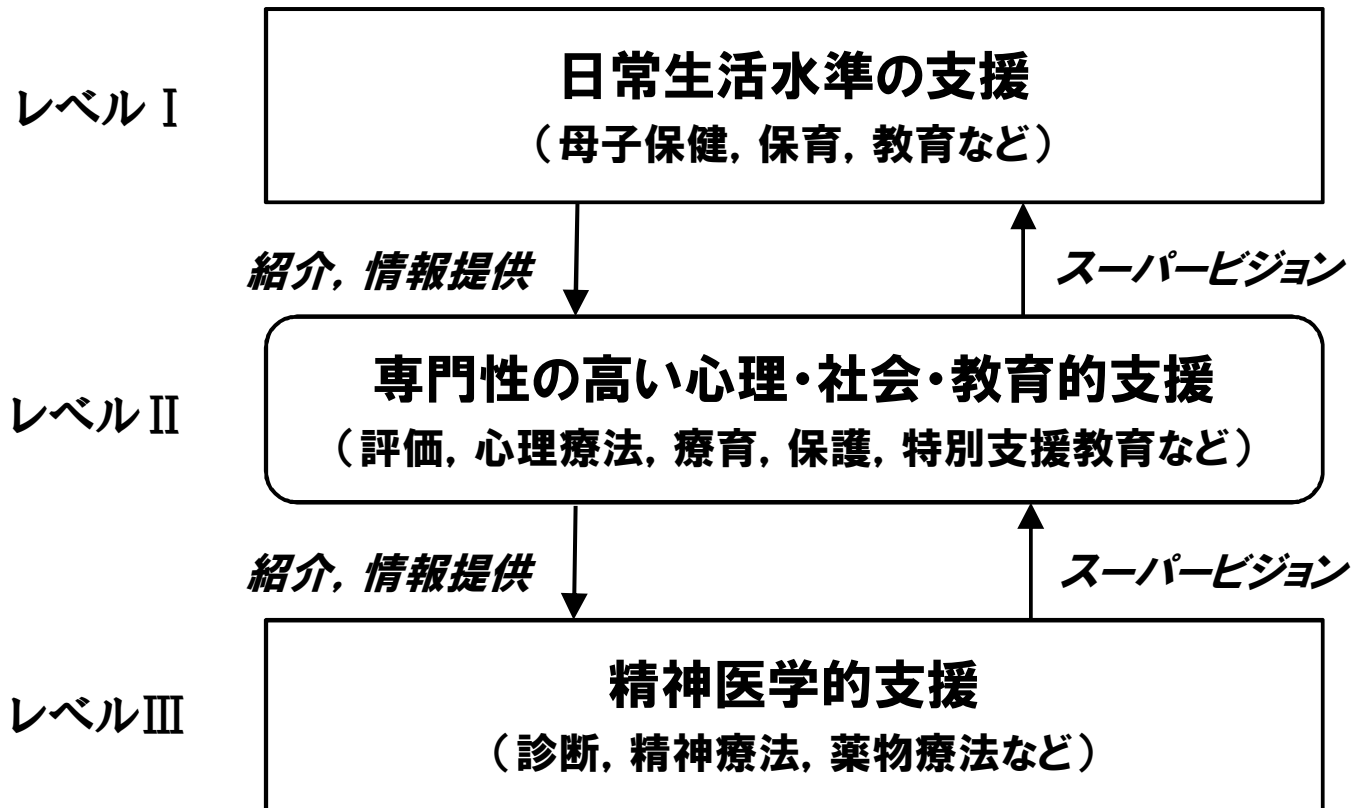 レベルⅠ
日常生活水準の支援
（母子保健，保育，教育など）
紹介，情報提供
スーパービジョン
レベルⅡ
専門性の高い心理・社会・教育的支援
（評価，心理療法，療育，保護，特別支援教育など）
紹介，情報提供
スーパービジョン
レベルⅢ
精神医学的支援
（診断，精神療法，薬物療法など）